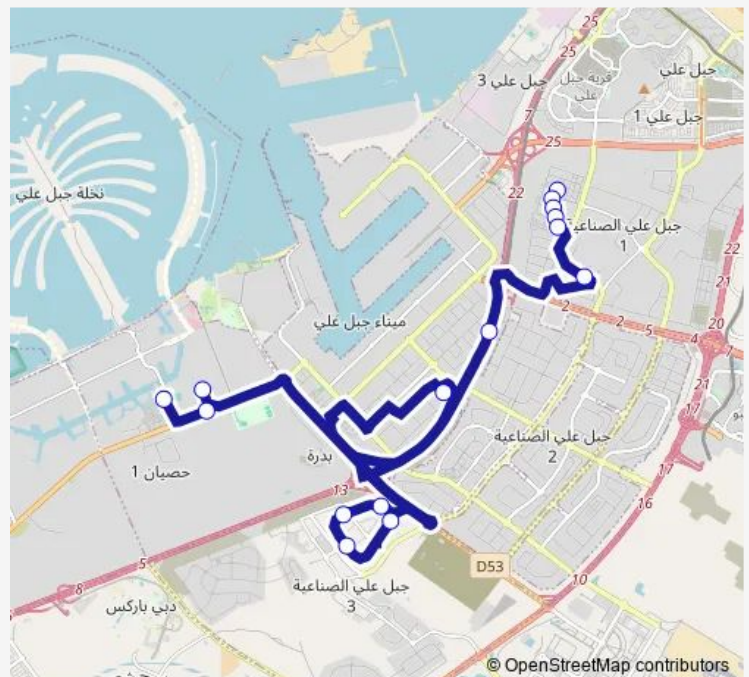 25
25
جبل علي 3
قرية جبل
علي
جبل علي
جبل علي 1
7
25
22
نخلة جبل علي
جبل علي الصناعية
1
22
21
ميناء جبل علي
2
2
5
20
4
21
17
جبل علي الصناعية
2
بدرة
حصيان 1
13
17
16
D53
5
جبل علي الصناعية
3
10
8
دبي باركس
© OpenStreetMap contributors